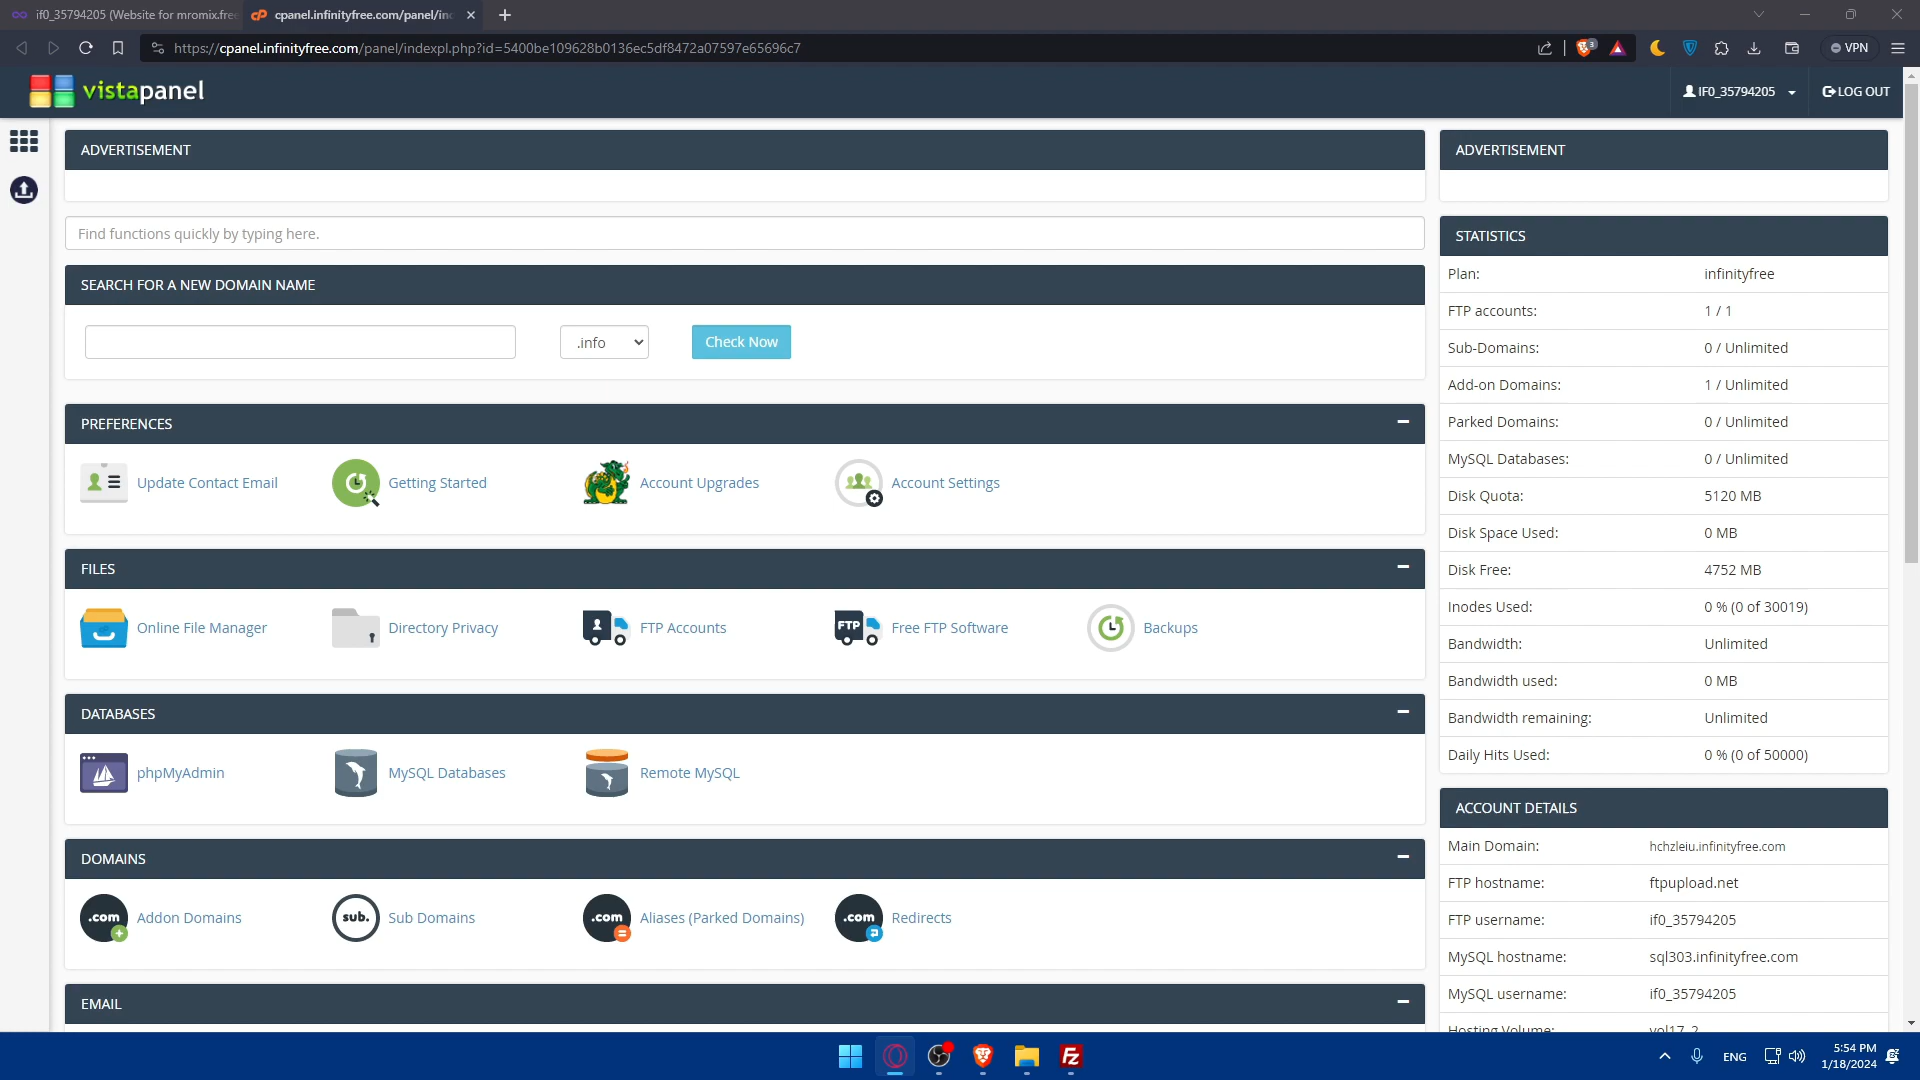 if0_35794205 (Website for mromix.free
cpanel.infinityfree.com/panel/inc
https://cpanel.infinityfree.com/panel/indexpl.php?id=5400be109628b0136ec5df8472a07597e65696c7
3
VPN
vistapanel
IF0_35794205
LOG OUT
ADVERTISEMENT
Find functions quickly by typing here.
SEARCH FOR A NEW DOMAIN NAME
.info
Check Now
PREFERENCES
Update Contact Email
Getting Started
Account Upgrades
Account Settings
FILES
Online File Manager
Directory Privacy
FTP Accounts
FTP
Free FTP Software
Backups
DATABASES
phpMyAdmin
MySQL Databases
Remote MySQL
DOMAINS
.com
Addon Domains
sub.
Sub Domains
.com
Aliases (Parked Domains)
.com
Redirects
EMAIL
ADVERTISEMENT
STATISTICS
Plan: infinityfree
FTP accounts: 1 / 1
Sub-Domains: 0 / Unlimited
Add-on Domains: 1 / Unlimited
Parked Domains: 0 / Unlimited
MySQL Databases: 0 / Unlimited
Disk Quota: 5120 MB
Disk Space Used: 0 MB
Disk Free: 4752 MB
Inodes Used: 0 % (0 of 30019)
Bandwidth: Unlimited
Bandwidth used: 0 MB
Bandwidth remaining: Unlimited
Daily Hits Used: 0 % (0 of 50000)
ACCOUNT DETAILS
Main Domain: hchzleiu.infinityfree.com
FTP hostname: ftpupload.net
FTP username: if0_35794205
MySQL hostname: sql303.infinityfree.com
MySQL username: if0_35794205
Hosting Volume: vol17_2
ENG
5:54 PM
1/18/2024